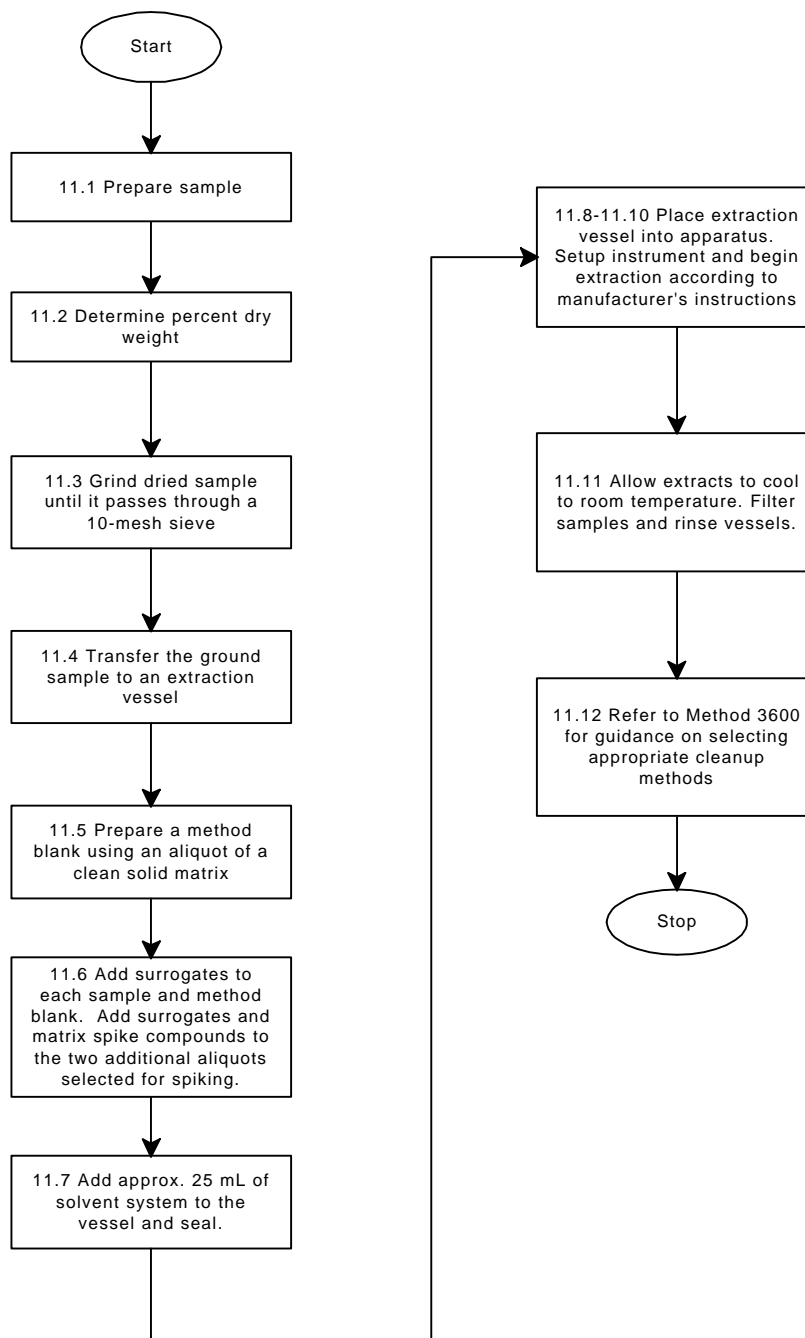 Start
11.1 Prepare sample
11.2 Determine percent dry
weight
11.3 Grind dried sample
until it passes through a
10-mesh sieve
11.4 Transfer the ground
sample to an extraction
vessel
11.5 Prepare a method
blank using an aliquot of a
clean solid matrix
11.6 Add surrogates to
each sample and method
blank.  Add surrogates and
matrix spike compounds to
the two additional aliquots
selected for spiking.
11.7 Add approx. 25 mL of
solvent system to the
vessel and seal.
11.8-11.10 Place extraction
vessel into apparatus.
Setup instrument and begin
extraction according to
manufacturer's instructions
11.11 Allow extracts to cool
to room temperature. Filter
samples and rinse vessels.
11.12 Refer to Method 3600
for guidance on selecting
appropriate cleanup
methods
Stop